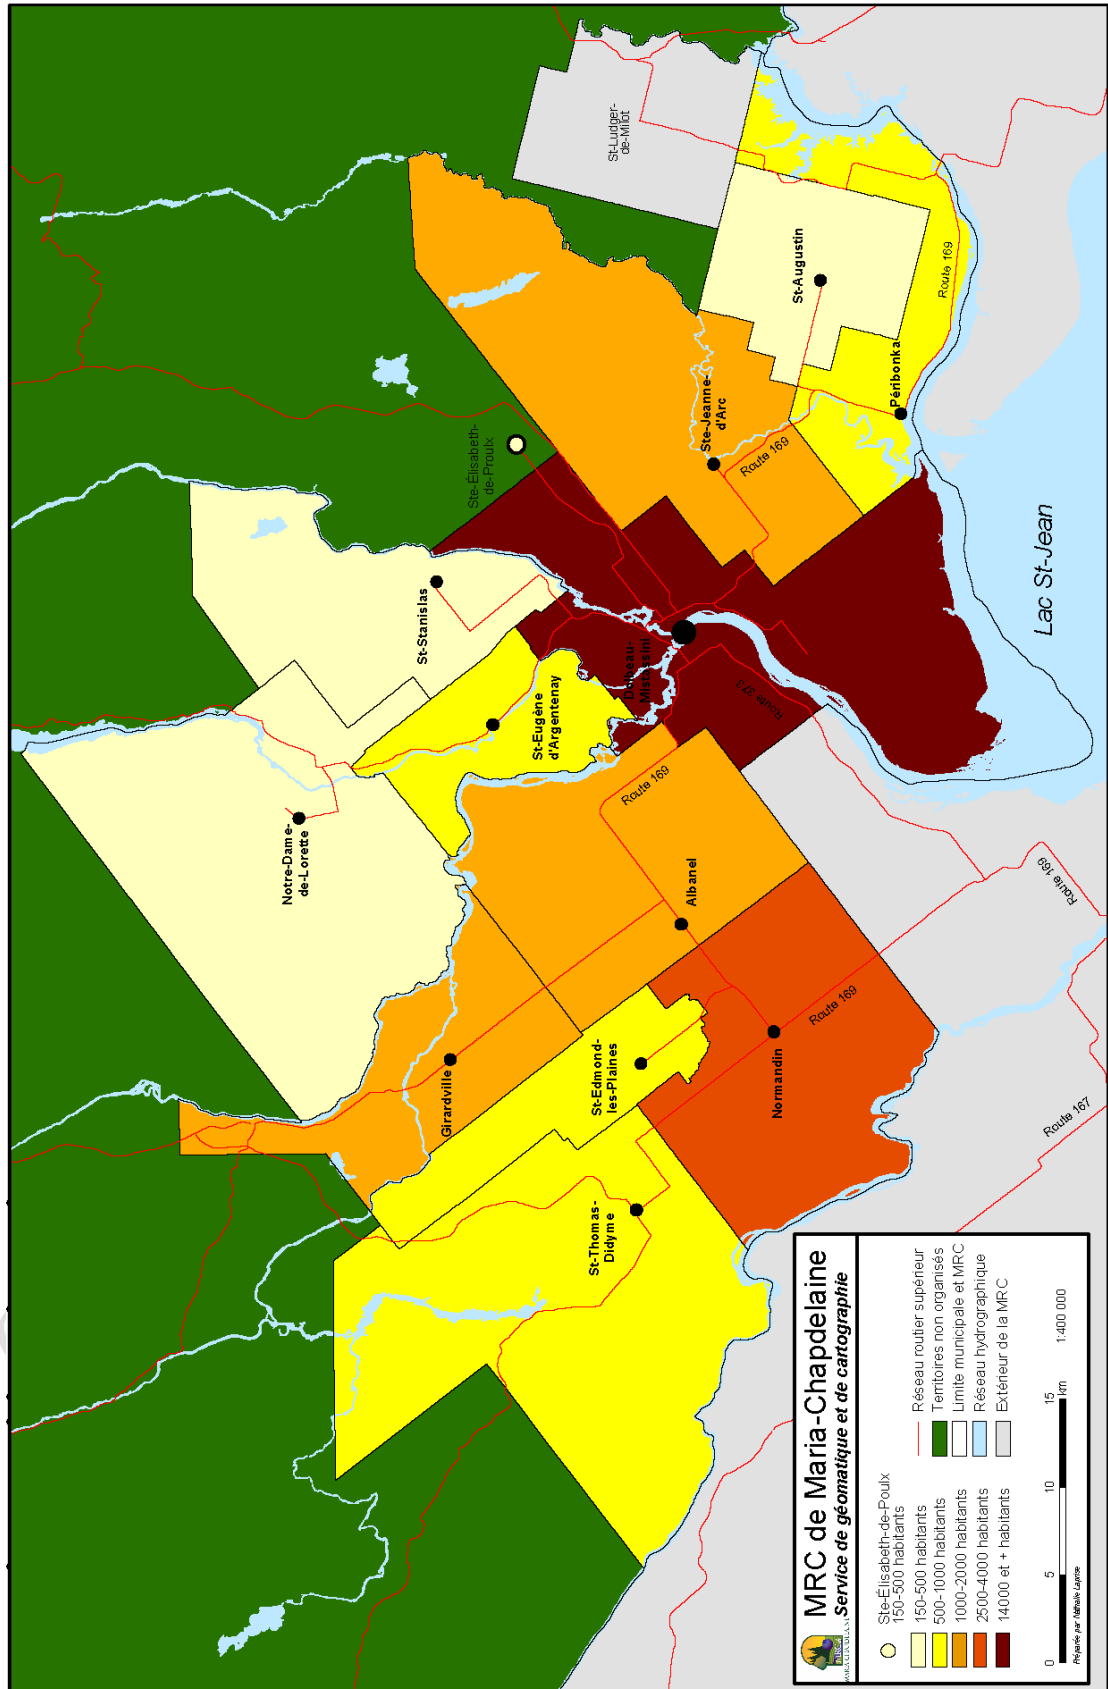 St-Ludger-
de-Milot
St-Augustin
Route 169
Péribonka
Ste-Jeanne-
d'Arc
Route 169
Ste-Élisabeth-
de-Proulx
St-Stanislas
Dolbeau-
Mistassini
Route 373
Lac St-Jean
St-Eugène
d'Argentenay
Route 169
Notre-Dame-
de-Lorette
Albanel
Route 169
Girardville
St-Edmond-
les-Plaines
Normandin
Route 169
Route 167
St-Thomas-
Didyme
MRC de Maria-Chapdelaine
Service de géomatique et de cartographie
Ste-Élisabeth-de-Poulx
150-500 habitants
150-500 habitants
500-1000 habitants
1000-2000 habitants
2500-4000 habitants
14000 et + habitants
Réseau routier supérieur
Territoires non organisés
Limite municipale et MRC
Réseau hydrographique
Extérieur de la MRC
0 5 10 15
km
1:400 000
Préparée par Nathalie Laprise